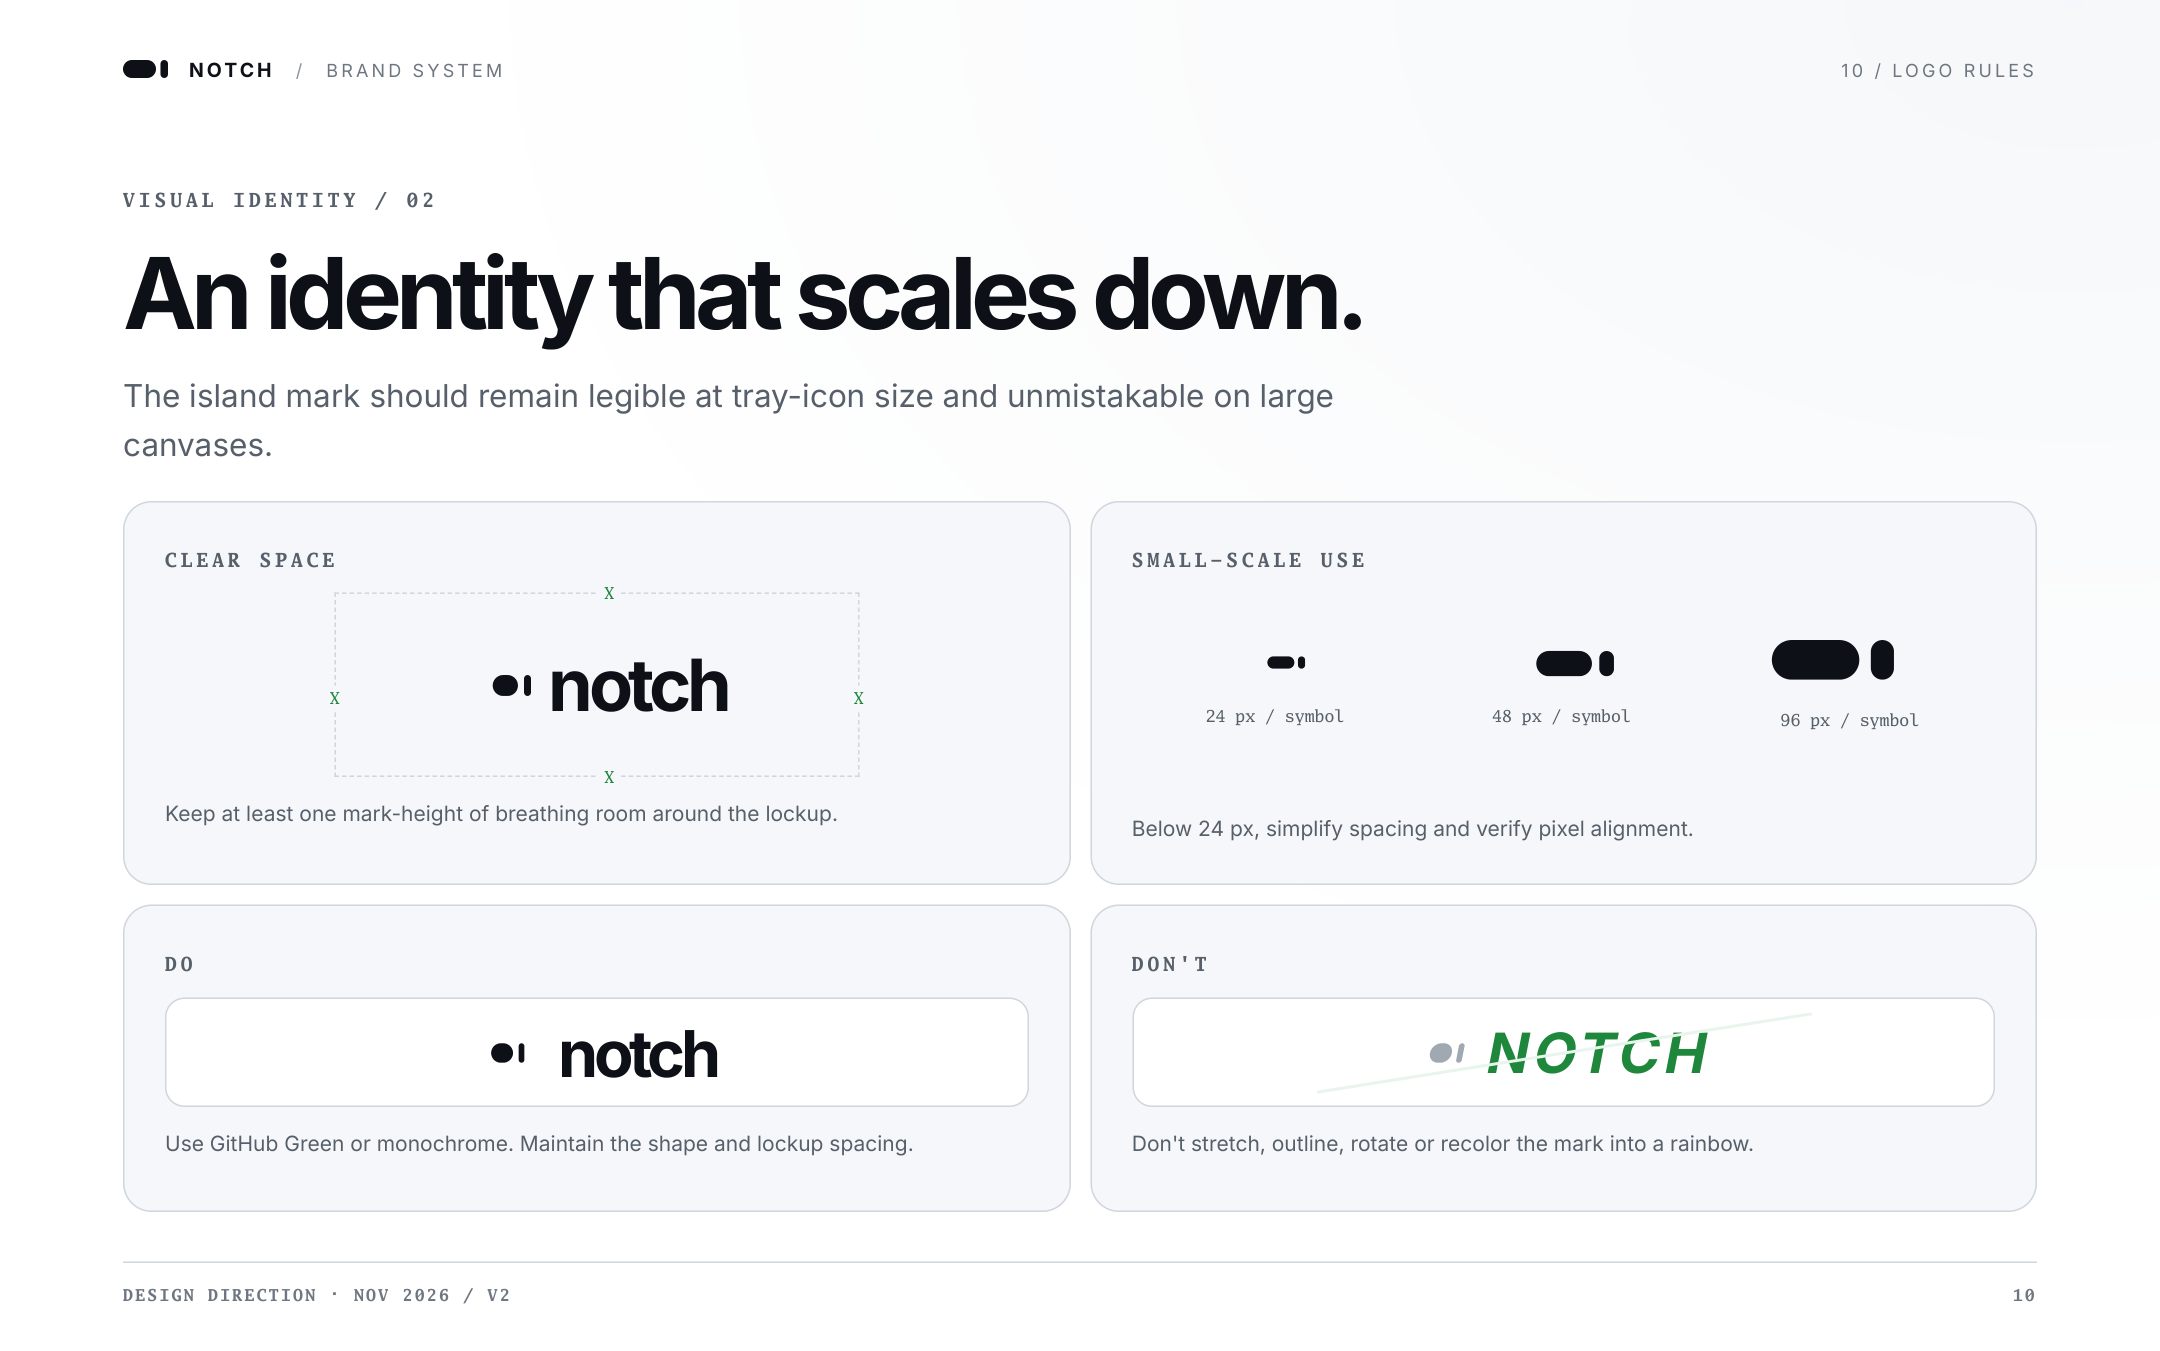 NOTCH / BRAND SYSTEM
10 / LOGO RULES
VISUAL IDENTITY / 02
An identity that scales down.
The island mark should remain legible at tray-icon size and unmistakable on large
canvases.
CLEAR SPACE
X
X
notch
X
X
Keep at least one mark-height of breathing room around the lockup.
SMALL-SCALE USE
24 px / symbol
48 px / symbol
96 px / symbol
Below 24 px, simplify spacing and verify pixel alignment.
DO
notch
Use GitHub Green or monochrome. Maintain the shape and lockup spacing.
DON'T
NOTCH
Don't stretch, outline, rotate or recolor the mark into a rainbow.
DESIGN DIRECTION · NOV 2026 / V2
10